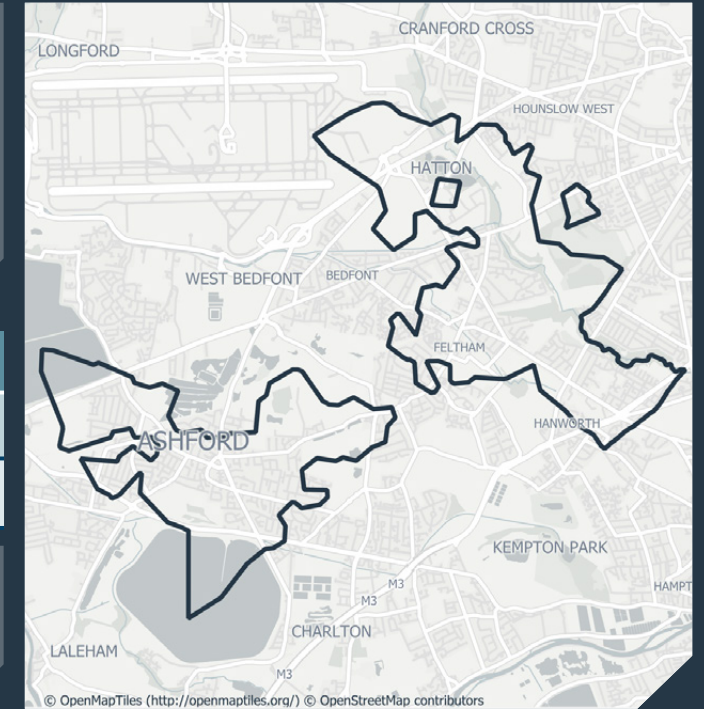 CRANFORD CROSS
LONGFORD
HOUNSLOW WEST
HATTON
WEST BEDFONT
BEDFONT
FELTHAM
HANWORTH
ASHFORD
KEMPTON PARK
M3
HAMPT
M3
CHARLTON
LALEHAM
M3
© OpenMapTiles (http://openmaptiles.org/) © OpenStreetMap contributors